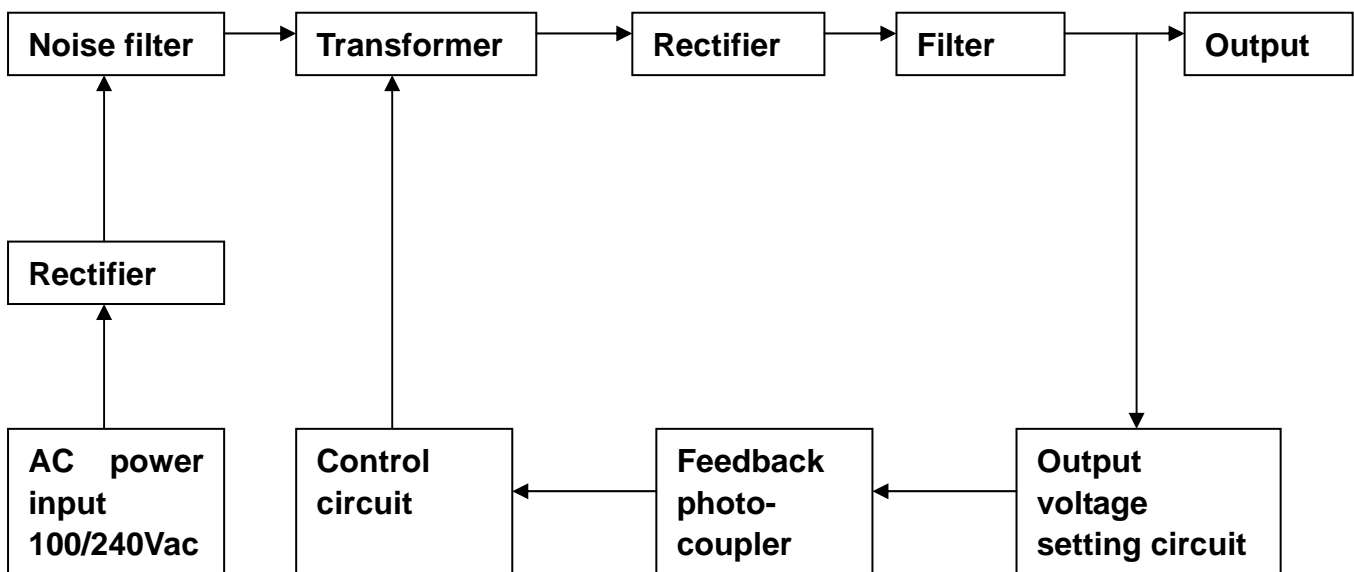 Noise filter
Transformer
Rectifier
Filter
Output
Rectifier
AC power
input
100/240Vac
Control
circuit
Feedback
photo-
coupler
Output
voltage
setting circuit